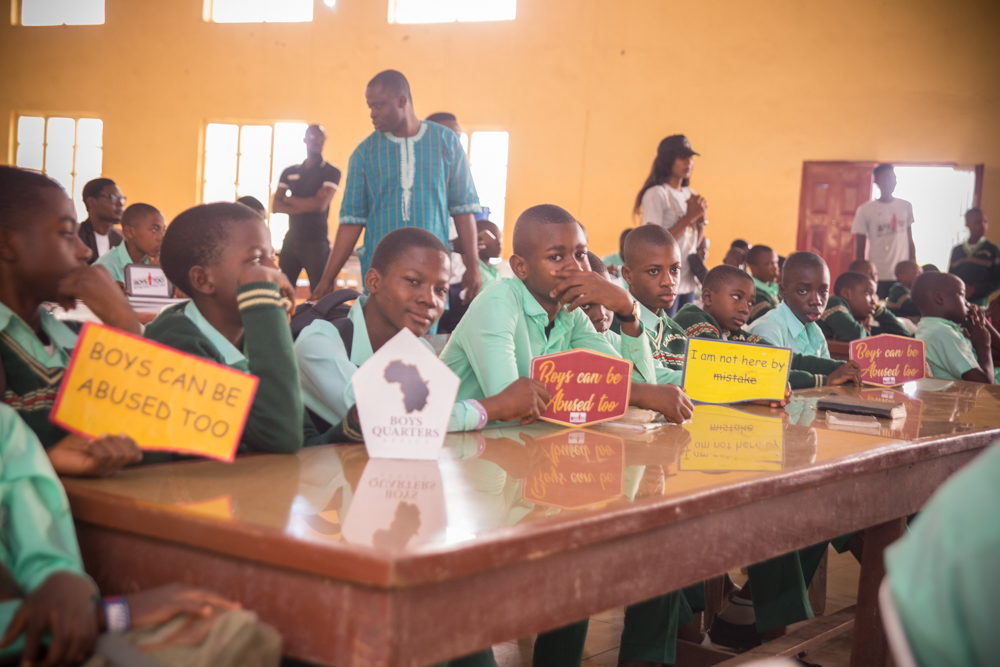 BOYS CAN BE
ABUSED TOO
BOYS
QUARTERS
Boys can be
Abused too
I am not here by
mistake
Boys can be
Abused too